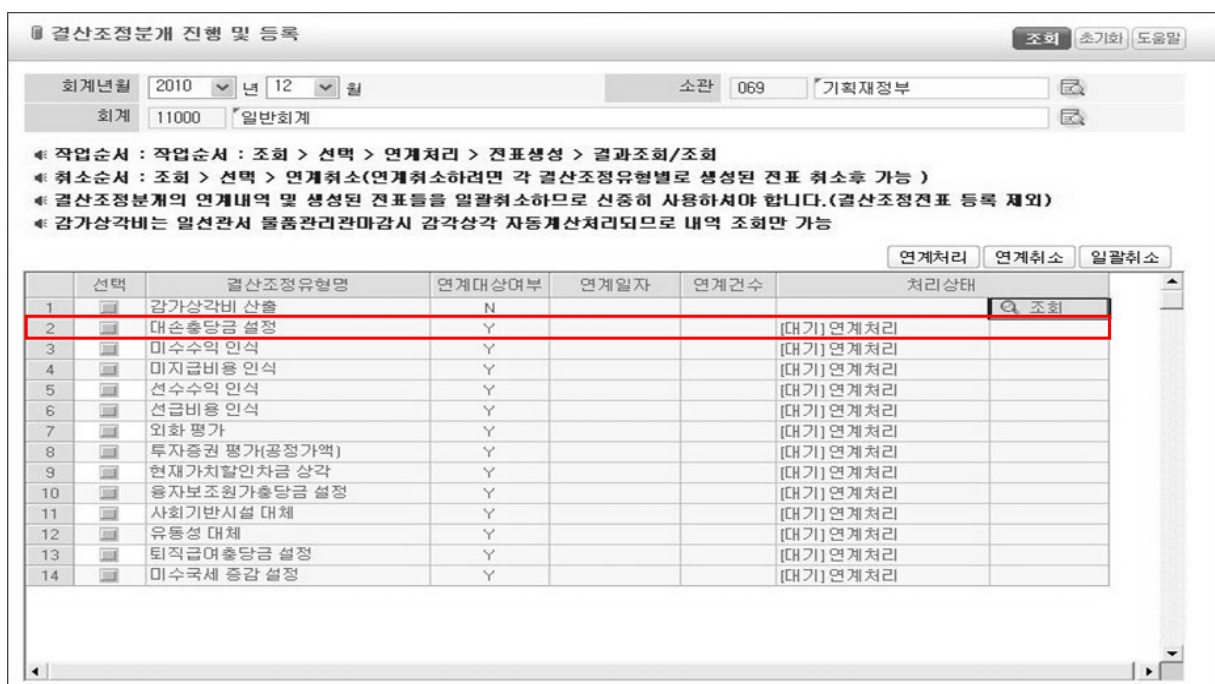 결산조정분개 진행 및 등록 조회 초기화 도움말
회계년월 2010 년 12 월 소관 069 기획재정부
회계 11000 일반회계
작업순서 : 작업순서 : 조회 > 선택 > 연계처리 > 전표생성 > 결과조회/조회
취소순서 : 조회 > 선택 > 연계취소(연계취소하려면 각 결산조정유형별로 생성된 전표 취소후 가능 )
결산조정분개의 연계내역 및 생성된 전표들을 일괄취소하므로 신중히 사용하셔야 합니다.(결산조정전표 등록 제외)
감가상각비는 일선관서 물품관리관마감시 감각상각 자동계산처리되므로 내역 조회만 가능
연계처리 연계취소 일괄취소
선택 결산조정유형명 연계대상여부 연계일자 연계건수 처리상태
1 감가상각비 산출 N 조회
2 대손충당금 설정 Y [대기] 연계처리
3 미수수익 인식 Y [대기] 연계처리
4 미지급비용 인식 Y [대기] 연계처리
5 선수수익 인식 Y [대기] 연계처리
6 선급비용 인식 Y [대기] 연계처리
7 외화 평가 Y [대기] 연계처리
8 투자증권 평가(공정가액) Y [대기] 연계처리
9 현재가치할인차금 상각 Y [대기] 연계처리
10 융자보조원가충당금 설정 Y [대기] 연계처리
11 사회기반시설 대체 Y [대기] 연계처리
12 유동성 대체 Y [대기] 연계처리
13 퇴직급여충당금 설정 Y [대기] 연계처리
14 미수국세 증감 설정 Y [대기] 연계처리